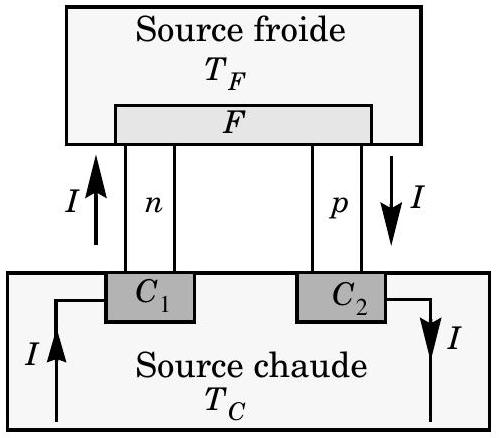 Source froide
T_F
F
I n p I
C_1 C_2
I I
Source chaude
T_C